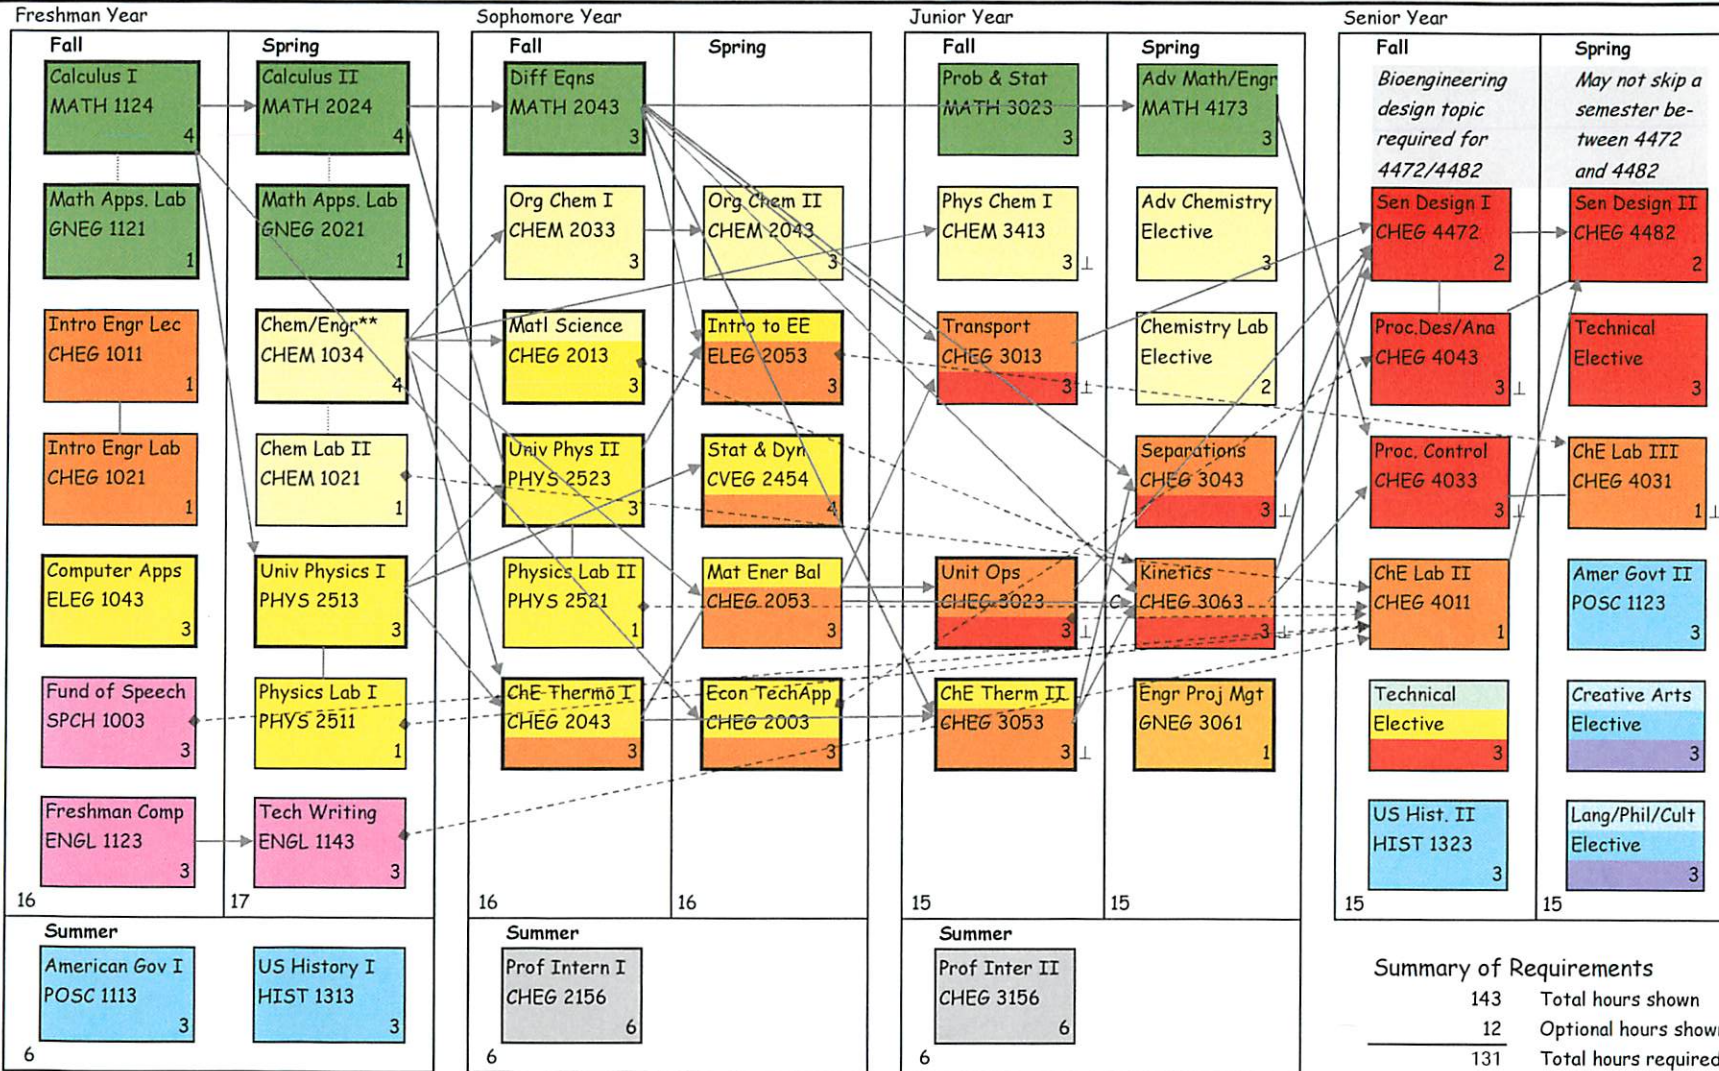 Freshman Year
Fall
Calculus I
MATH 1124
4
Math Apps. Lab
GNEG 1121
1
Intro Engr Lec
CHEG 1011
1
Intro Engr Lab
CHEG 1021
1
Computer Apps
ELEG 1043
3
Fund of Speech
SPCH 1003
3
Freshman Comp
ENGL 1123
3
16
Spring
Calculus II
MATH 2024
4
Math Apps. Lab
GNEG 2021
1
Chem/Engr**
CHEM 1034
4
Chem Lab II
CHEM 1021
1
Univ Physics I
PHYS 2513
3
Physics Lab I
PHYS 2511
1
Tech Writing
ENGL 1143
3
17
Summer
American Gov I
POSC 1113
3
US History I
HIST 1313
3
6
Sophomore Year
Fall
Diff Eqns
MATH 2043
3
Org Chem I
CHEM 2033
3
Matl Science
CHEG 2013
3
Univ Phys II
PHYS 2523
3
Physics Lab II
PHYS 2521
1
ChE Thermo I
CHEG 2043
3
16
Spring
Org Chem II
CHEM 2043
3
Intro to EE
ELEG 2053
3
Stat & Dyn
CVEG 2454
4
Mat Ener Bal
CHEG 2053
3
Econ TechApp
CHEG 2003
3
16
Summer
Prof Intern I
CHEG 2156
6
6
Junior Year
Fall
Prob & Stat
MATH 3023
3
Phys Chem I
CHEM 3413
3 ⊥
Transport
CHEG 3013
3 ⊥
Unit Ops
CHEG 3023
3 ⊥
ChE Therm II
CHEG 3053
3 ⊥
15
Spring
Adv Math/Engr
MATH 4173
3
Adv Chemistry
Elective
3
Chemistry Lab
Elective
2
Separations
CHEG 3043
3 ⊥
Kinetics
C
CHEG 3063
3 ⊥
Engr Proj Mgt
GNEG 3061
1
15
Summer
Prof Inter II
CHEG 3156
6
6
Senior Year
Fall
Bioengineering
design topic
required for
4472/4482
Sen Design I
CHEG 4472
2
Proc.Des/Ana
CHEG 4043
3 ⊥
Proc. Control
CHEG 4033
3 ⊥
ChE Lab II
CHEG 4011
1
Technical
Elective
3
US Hist. II
HIST 1323
3
15
Spring
May not skip a
semester be-
tween 4472
and 4482
Sen Design II
CHEG 4482
2
Technical
Elective
3
ChE Lab III
CHEG 4031
1 ⊥
Amer Govt II
POSC 1123
3
Creative Arts
Elective
3
Lang/Phil/Cult
Elective
3
15
Summary of Requirements
143 Total hours shown
12 Optional hours shown
131 Total hours required